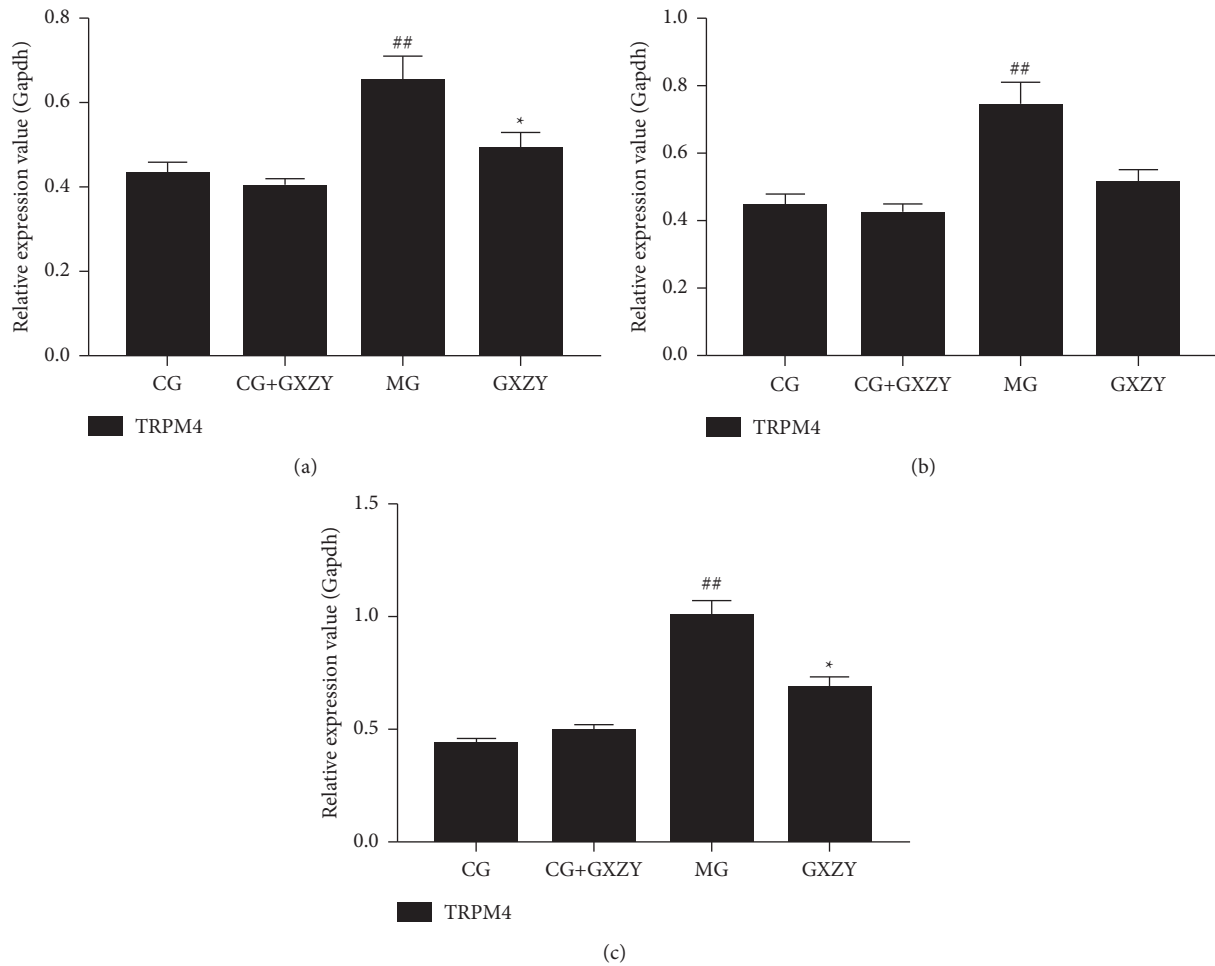 Relative expression value (Gapdh)
0.8
0.6
0.4
0.2
0.0
##
*
CG
CG+GXZY
MG
GXZY
TRPM4
(a)
Relative expression value (Gapdh)
1.0
0.8
0.6
0.4
0.2
0.0
##
CG
CG+GXZY
MG
GXZY
TRPM4
(b)
Relative expression value (Gapdh)
1.5
1.0
0.5
0.0
##
*
CG
CG+GXZY
MG
GXZY
TRPM4
(c)